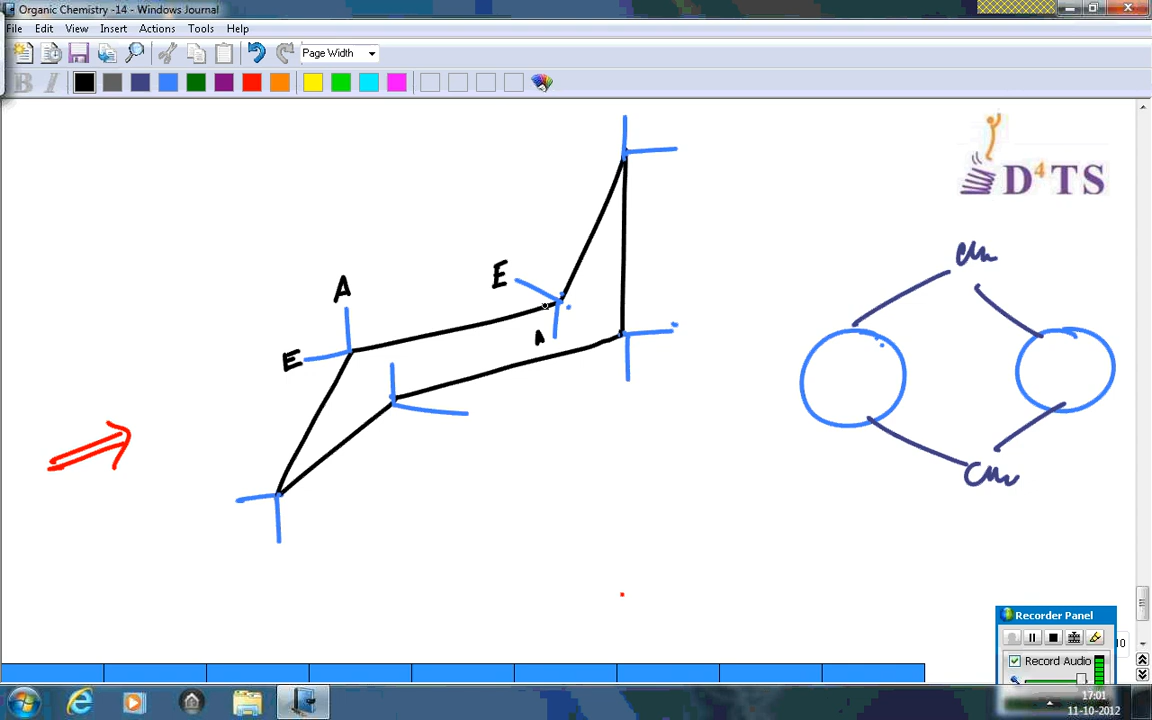 Organic Chemistry -14 - Windows Journal
File Edit View Insert Actions Tools Help
Page Width
B I
D4TS
A
E
E
A
Recorder Panel
10
Record Audio
17:01
11-10-2012